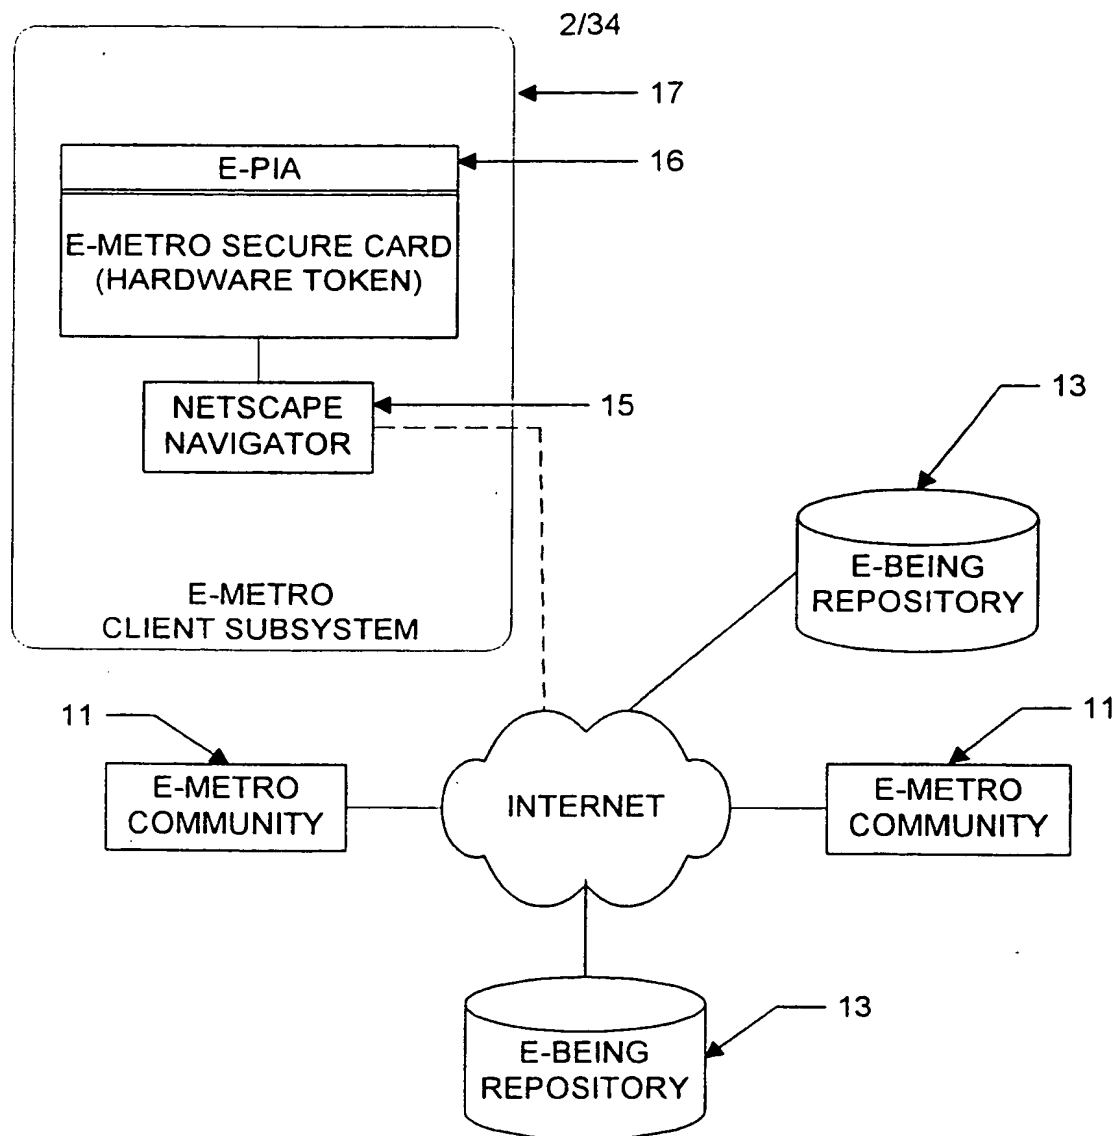 2/34
17
E-PIA
16
E-METRO SECURE CARD
(HARDWARE TOKEN)
NETSCAPE
NAVIGATOR
15
13
E-BEING
REPOSITORY
E-METRO
CLIENT SUBSYSTEM
11
11
E-METRO
COMMUNITY
INTERNET
E-METRO
COMMUNITY
13
E-BEING
REPOSITORY